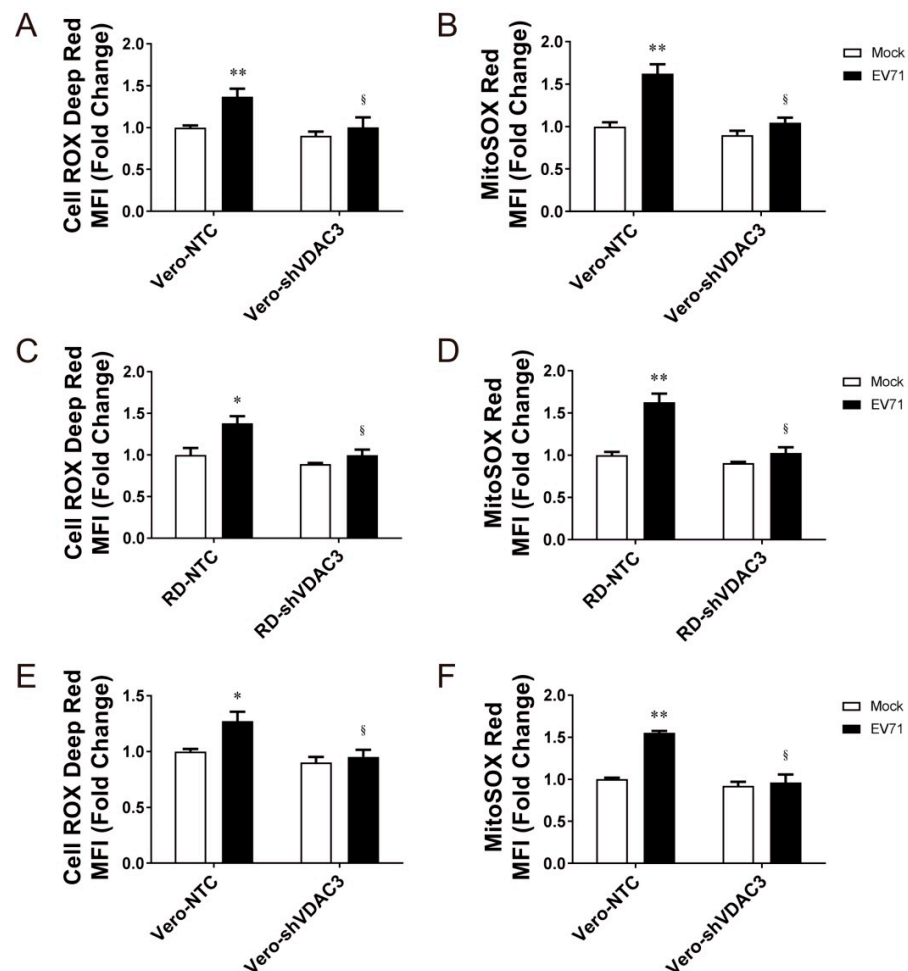 A
Cell ROX Deep Red
MFI (Fold Change)
2.0
1.5
1.0
0.5
0.0
**
§
Vero-NTC
Vero-shVDAC3
B
MitoSOX Red
MFI (Fold Change)
2.0
1.5
1.0
0.5
0.0
**
§
Vero-NTC
Vero-shVDAC3
Mock
EV71
C
Cell ROX Deep Red
MFI (Fold Change)
2.0
1.5
1.0
0.5
0.0
*
§
RD-NTC
RD-shVDAC3
D
MitoSOX Red
MFI (Fold Change)
2.0
1.5
1.0
0.5
0.0
**
§
RD-NTC
RD-shVDAC3
Mock
EV71
E
Cell ROX Deep Red
MFI (Fold Change)
1.5
1.0
0.5
0.0
*
§
Vero-NTC
Vero-shVDAC3
F
MitoSOX Red
MFI (Fold Change)
2.0
1.5
1.0
0.5
0.0
**
§
Vero-NTC
Vero-shVDAC3
Mock
EV71